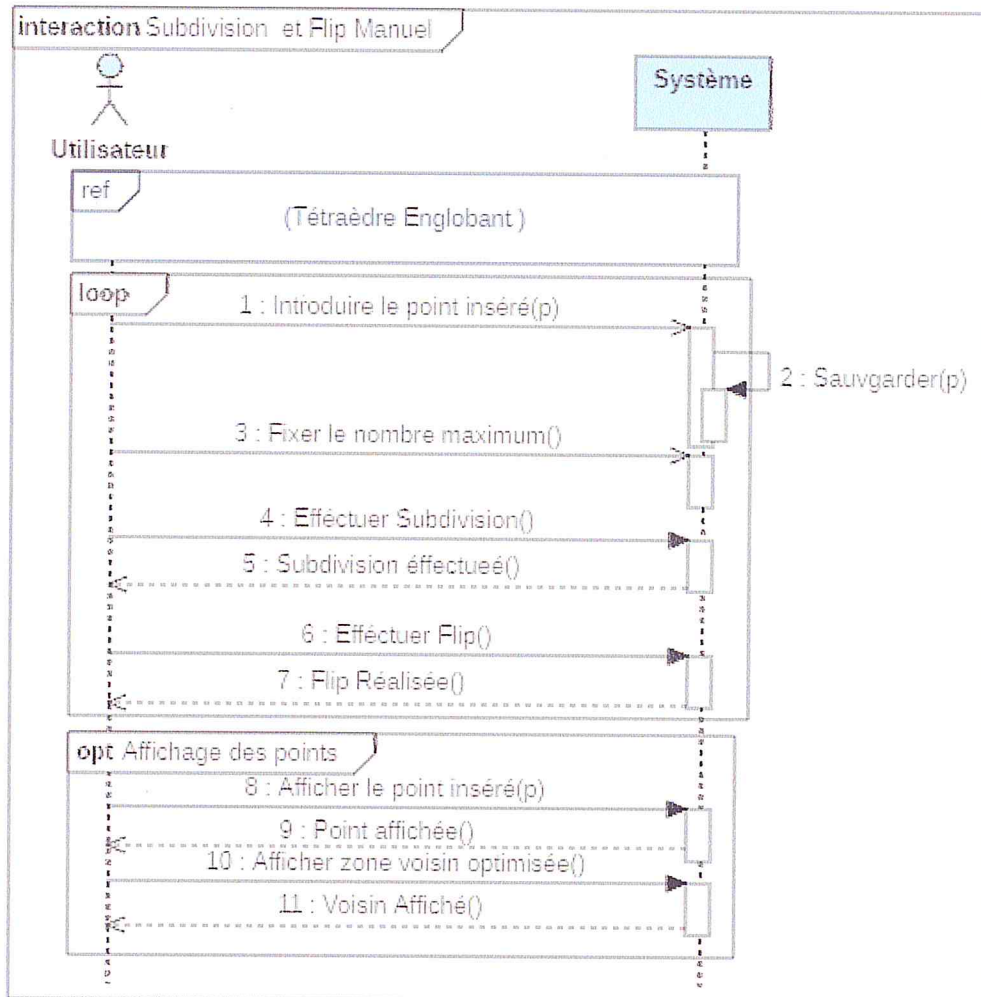 interaction Subdivision et Flip Manuel
Système
Utilisateur
ref
(Tétraèdre Englobant )
loop
1 : Introduire le point inséré(p)
2 : Sauvgarder(p)
3 : Fixer le nombre maximum()
4 : Efféctuer Subdivision()
5 : Subdivision éffectueé()
6 : Efféctuer Flip()
7 : Flip Réalisée()
opt Affichage des points
8 : Afficher le point inséré(p)
9 : Point affichée()
10 : Afficher zone voisin optimisée()
11 : Voisin Affiché()